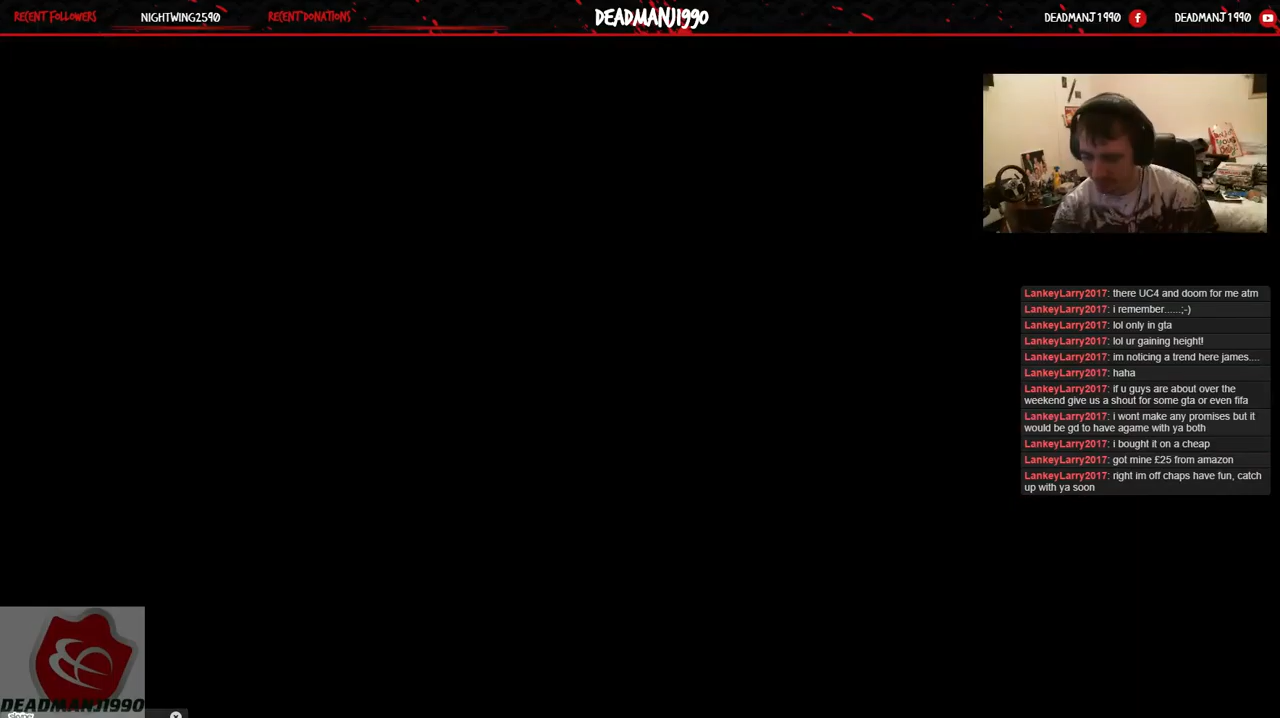 RECENT FOLLOWERS NIGHTWING2590 RECENT DONATIONS DEADMANJ1990 DEADMANJ1990 DEADMANJ1990
LankeyLarry2017: there UC4 and doom for me atm
LankeyLarry2017: i remember......;-)
LankeyLarry2017: lol only in gta
LankeyLarry2017: lol ur gaining height!
LankeyLarry2017: im noticing a trend here james....
LankeyLarry2017: haha
LankeyLarry2017: if u guys are about over the
weekend give us a shout for some gta or even fifa
LankeyLarry2017: i wont make any promises but it
would be gd to have agame with ya both
LankeyLarry2017: i bought it on a cheap
LankeyLarry2017: got mine £25 from amazon
LankeyLarry2017: right im off chaps have fun, catch
up with ya soon
DEADMANJ1990